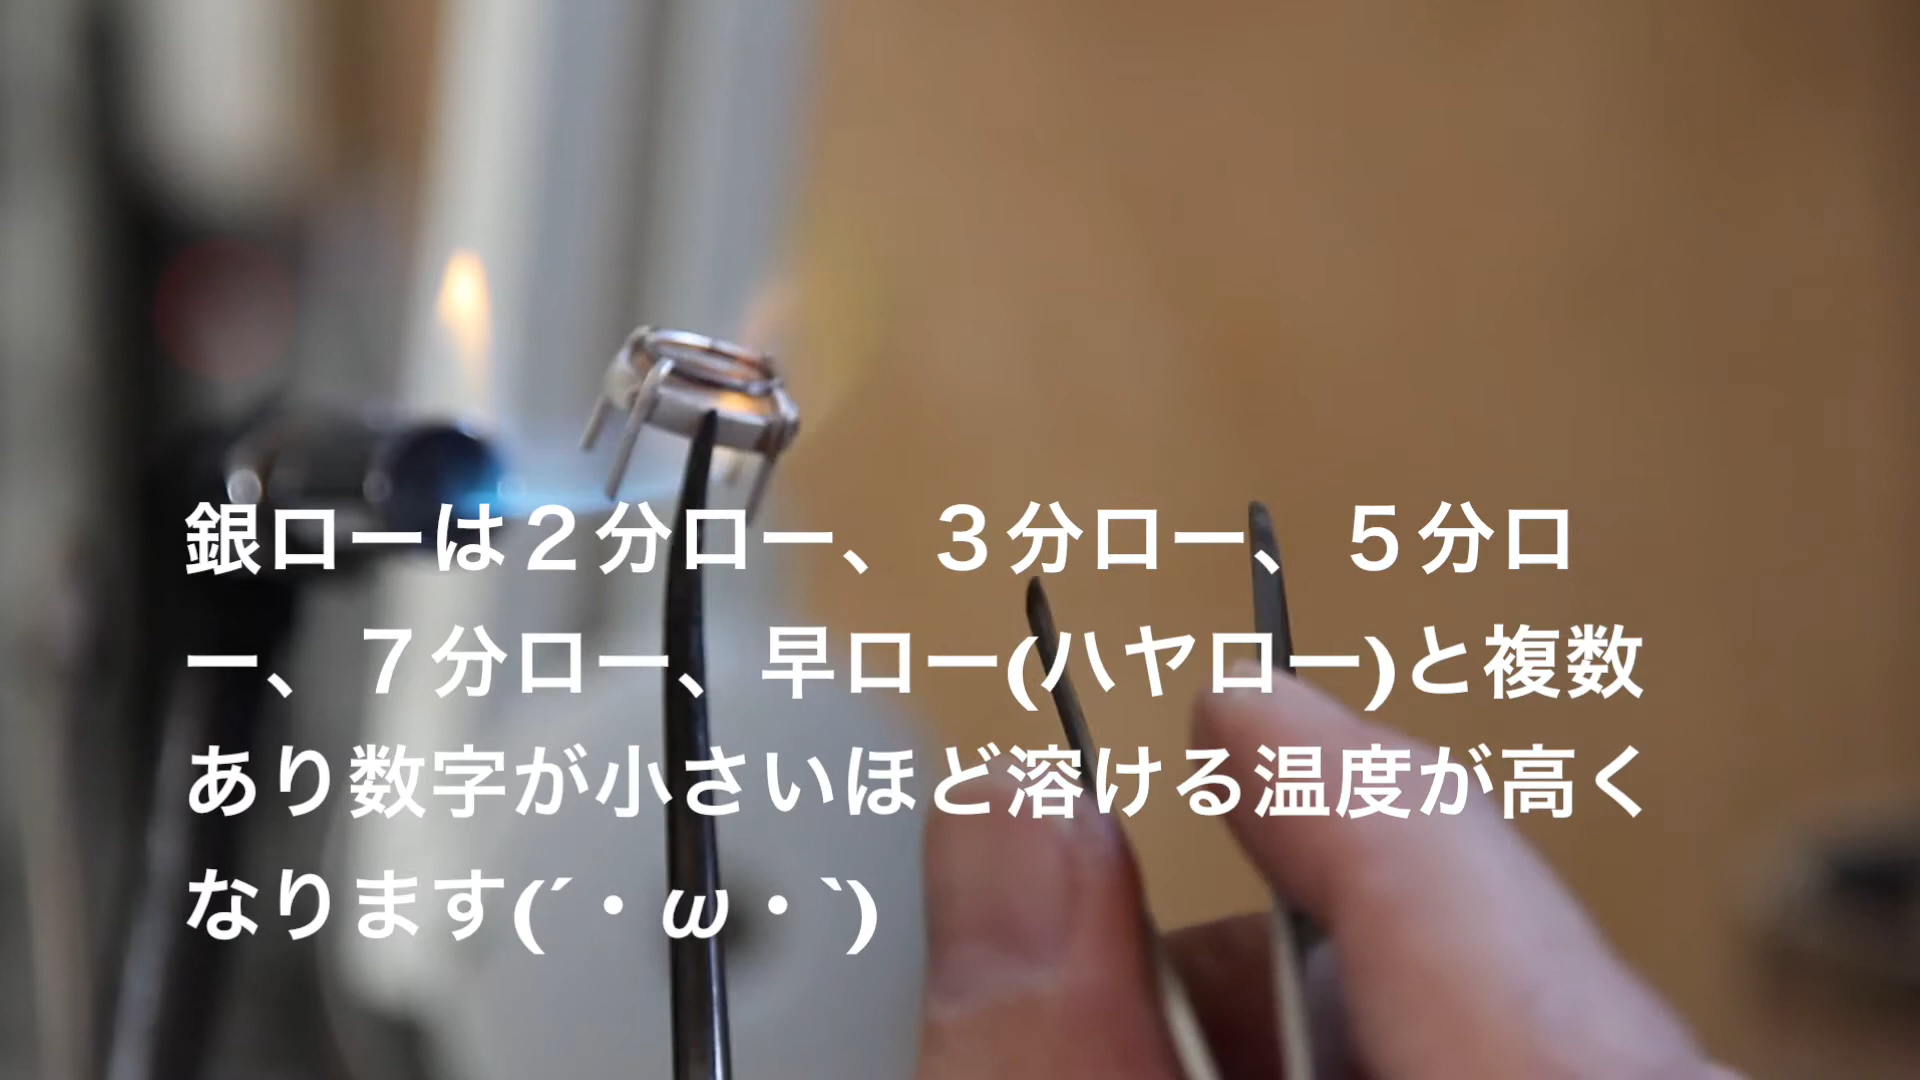 銀ローは２分ロー、３分ロー、５分ロ
ー、７分ロー、早ロー(ハヤロー)と複数
あり数字が小さいほど溶ける温度が高く
なります(´・ω・`)